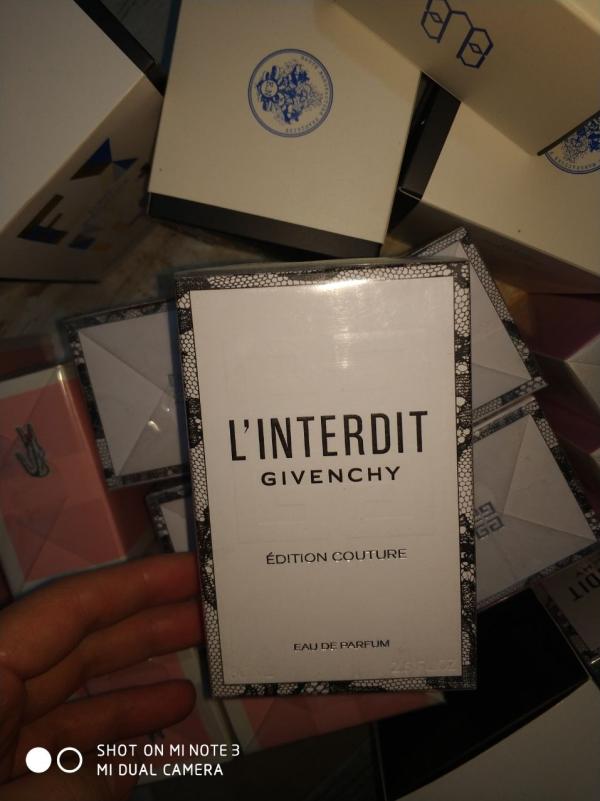 L'INTERDIT
GIVENCHY
ÉDITION COUTURE
EAU DE PARFUM
SHOT ON MI NOTE 3
MI DUAL CAMERA